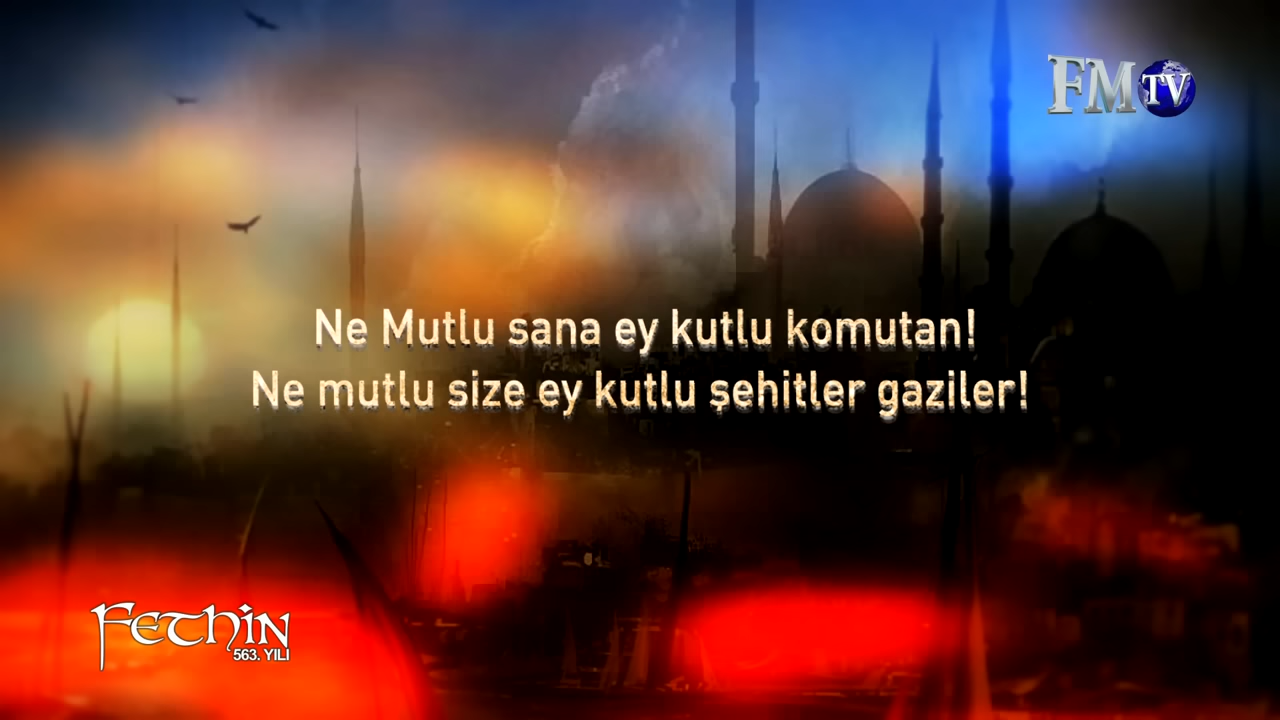 FM TV
Ne Mutlu sana ey kutlu komutan!
Ne mutlu size ey kutlu şehitler gaziler!
Fethin
563. YILI